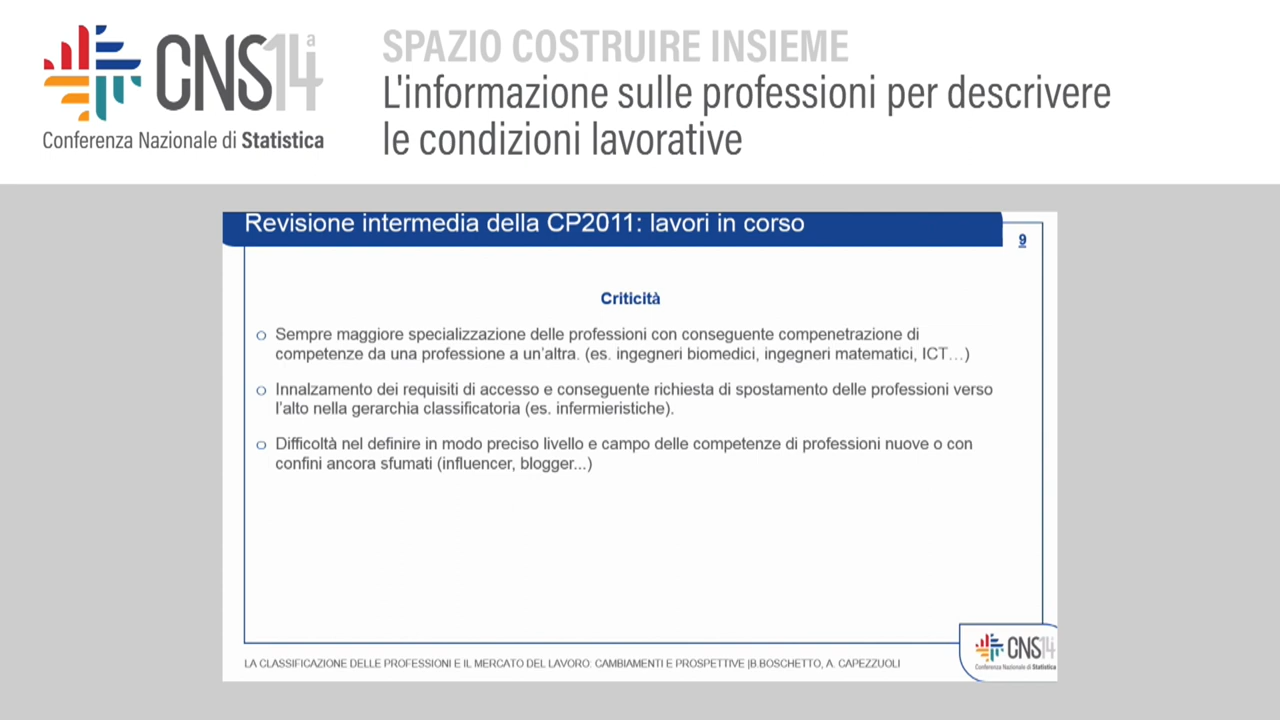 CNS14ª
Conferenza Nazionale di Statistica
SPAZIO COSTRUIRE INSIEME
L'informazione sulle professioni per descrivere
le condizioni lavorative
Revisione intermedia della CP2011: lavori in corso
9
Criticità
o Sempre maggiore specializzazione delle professioni con conseguente compenetrazione di
competenze da una professione a un'altra. (es. ingegneri biomedici, ingegneri matematici, ICT…)
o Innalzamento dei requisiti di accesso e conseguente richiesta di spostamento delle professioni verso
l'alto nella gerarchia classificatoria (es. infermieristiche).
o Difficoltà nel definire in modo preciso livello e campo delle competenze di professioni nuove o con
confini ancora sfumati (influencer, blogger...)
LA CLASSIFICAZIONE DELLE PROFESSIONI E IL MERCATO DEL LAVORO. CAMBIAMENTI E PROSPETTIVE |B.BOSCHETTO, A. CAPEZZUOLI
CNS14
Conferenza Nazionale di Statistica